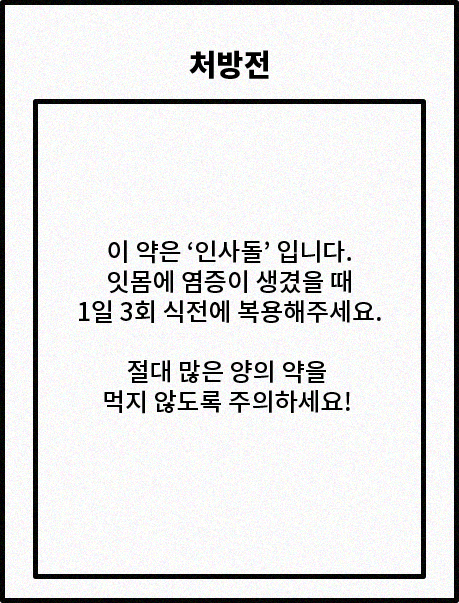 처방전
이 약은 ‘인사돌’ 입니다.
잇몸에 염증이 생겼을 때
1일 3회 식전에 복용해주세요.
절대 많은 양의 약을
먹지 않도록 주의하세요!